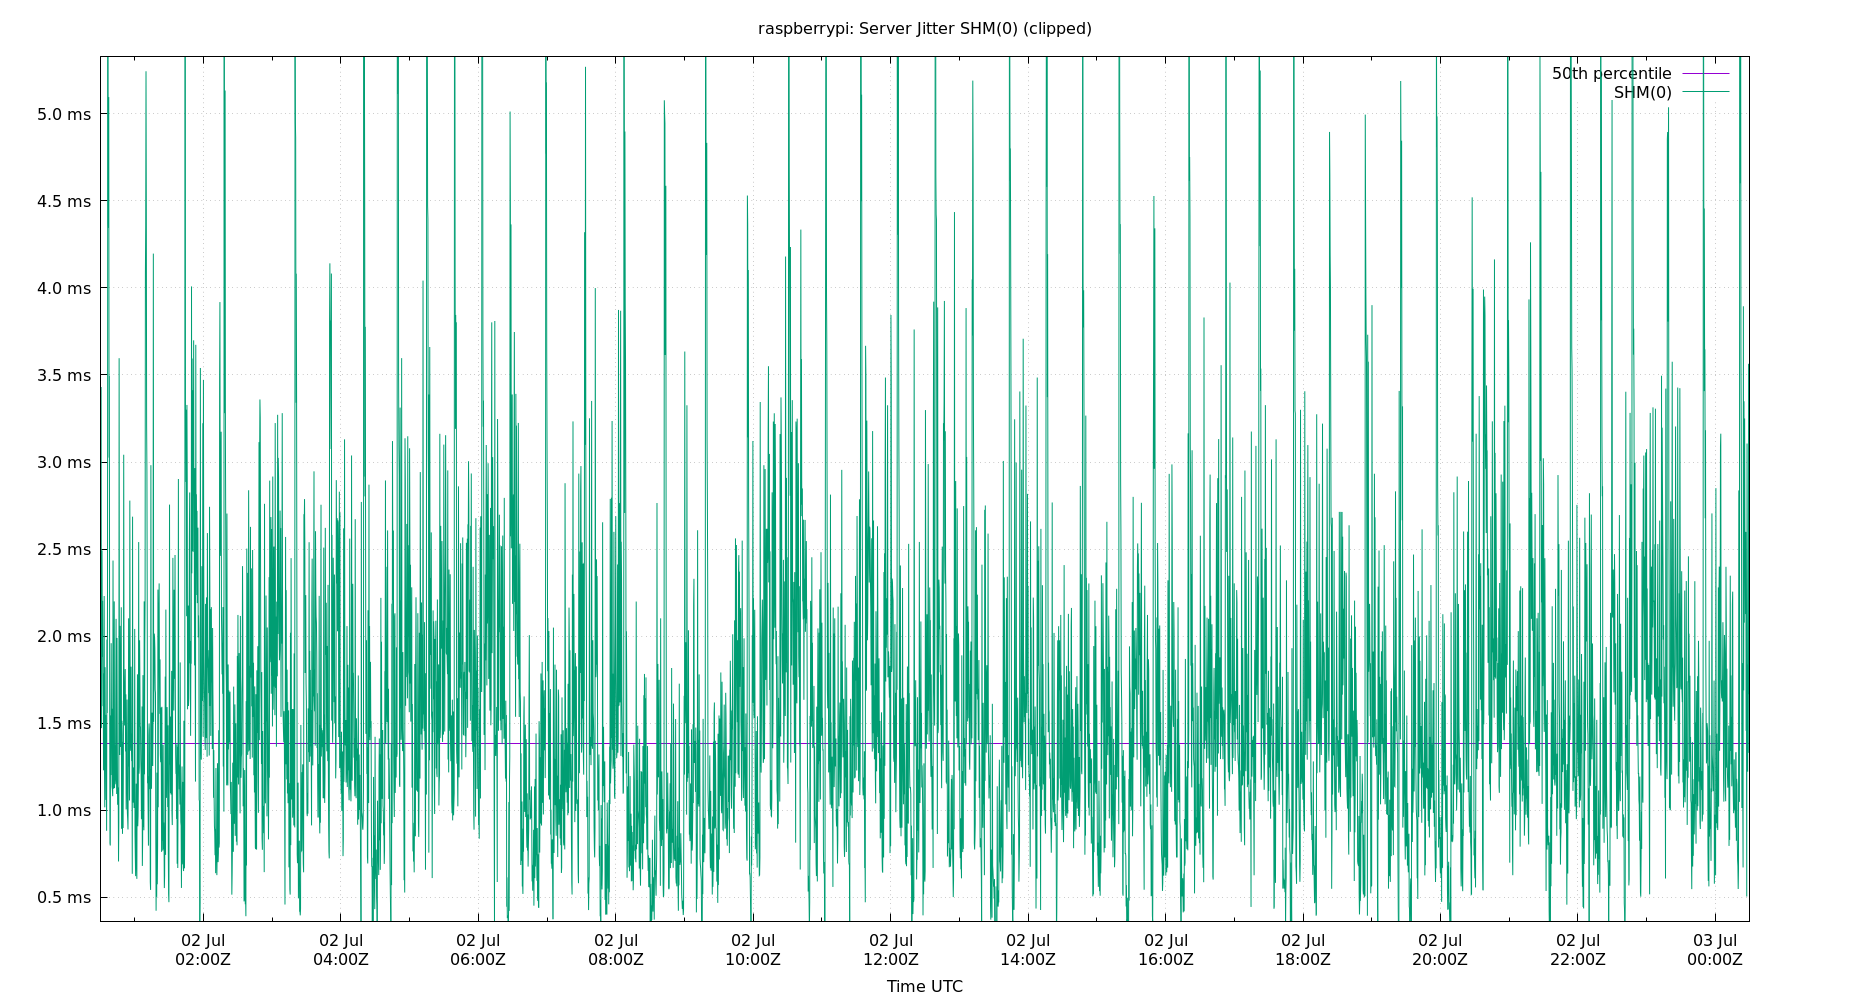 raspberrypi: Server Jitter SHM(0) (clipped)
50th percentile
SHM(0)
5.0 ms
4.5 ms
4.0 ms
3.5 ms
3.0 ms
2.5 ms
2.0 ms
1.5 ms
1.0 ms
0.5 ms
02 Jul 02 Jul 02 Jul 02 Jul 02 Jul 02 Jul 02 Jul 02 Jul 02 Jul 02 Jul 02 Jul 03 Jul
02:00Z 04:00Z 06:00Z 08:00Z 10:00Z 12:00Z 14:00Z 16:00Z 18:00Z 20:00Z 22:00Z 00:00Z
Time UTC